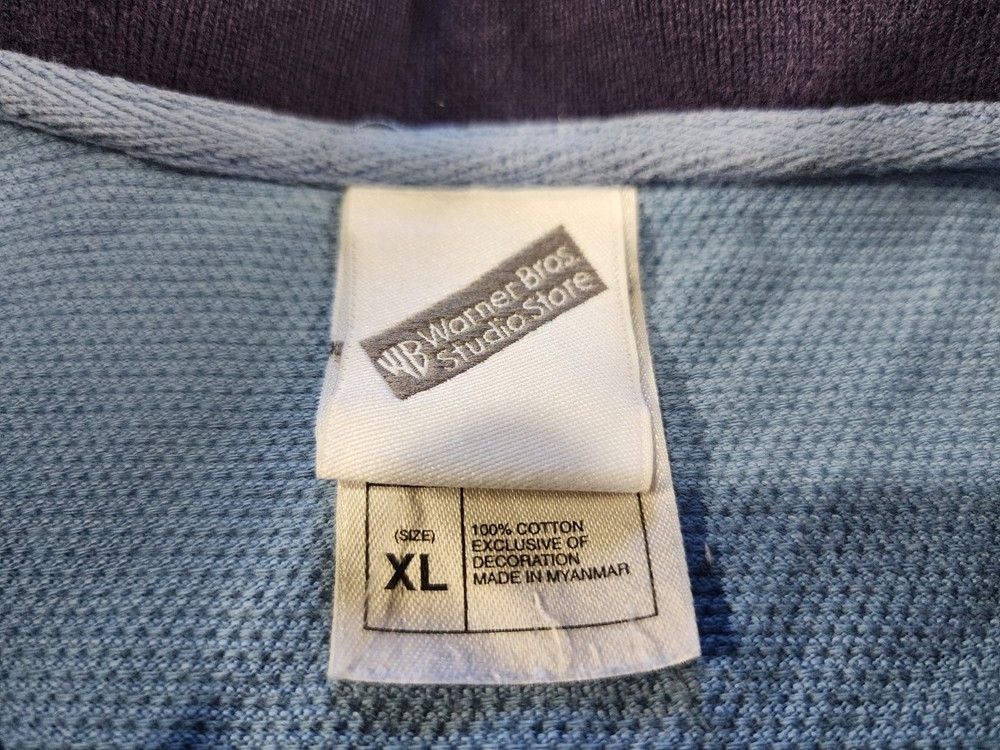 WB Warner Bros.
Studio Store
(SIZE)
XL
100% COTTON
EXCLUSIVE OF
DECORATION
MADE IN MYANMAR